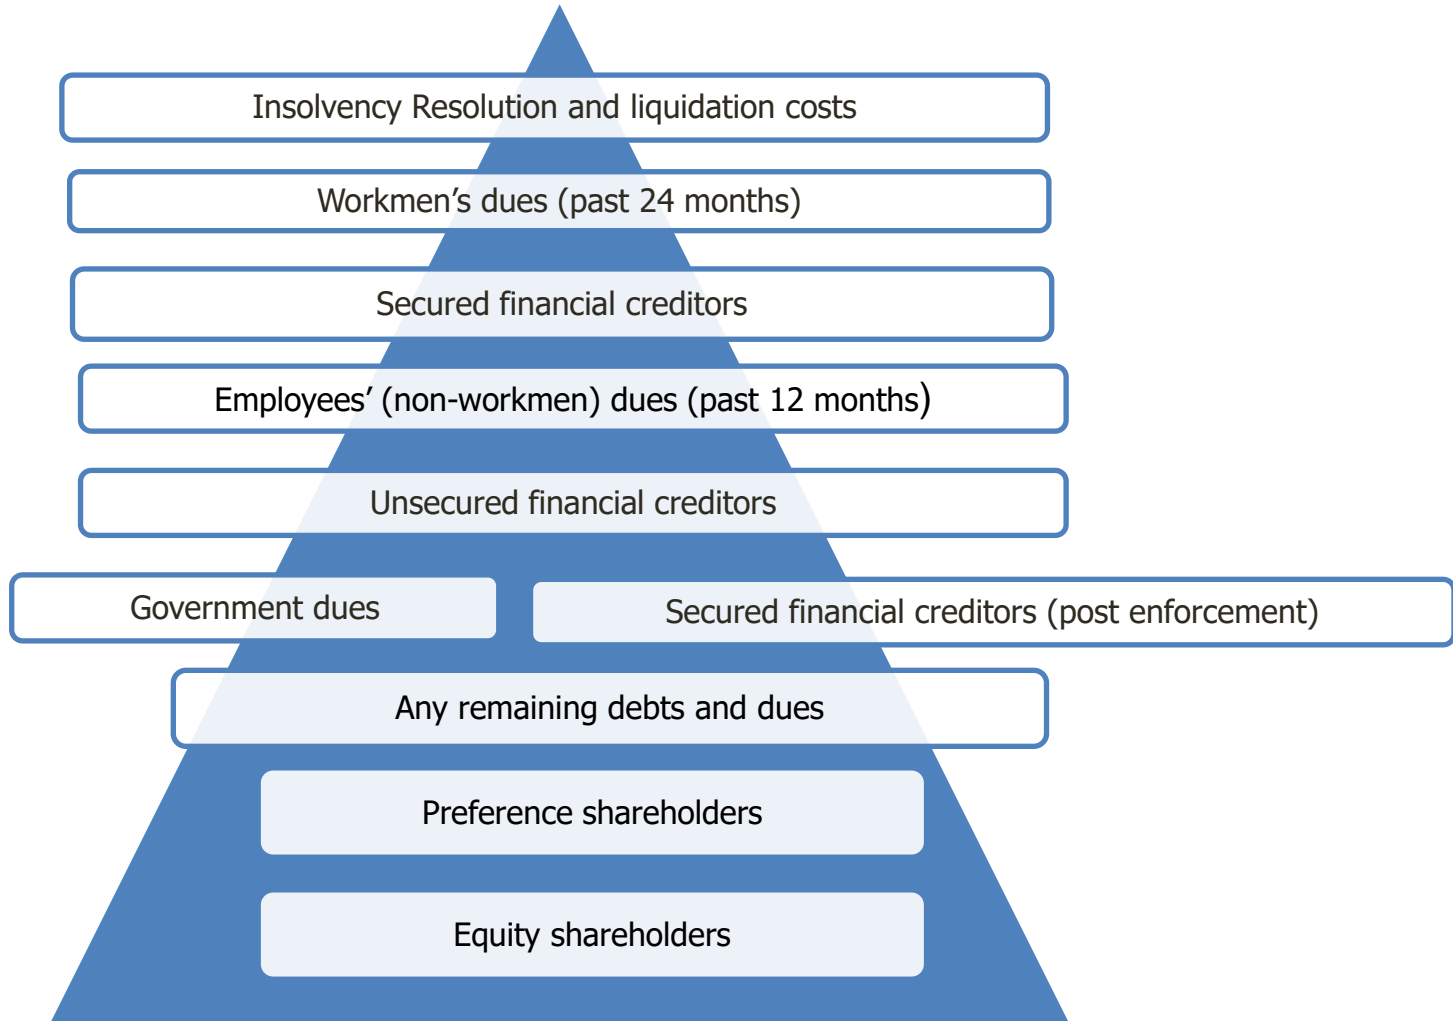 Insolvency Resolution and liquidation costs
Workmen’s dues (past 24 months)
Secured financial creditors
Employees’ (non-workmen) dues (past 12 months)
Unsecured financial creditors
Government dues
Secured financial creditors (post enforcement)
Any remaining debts and dues
Preference shareholders
Equity shareholders